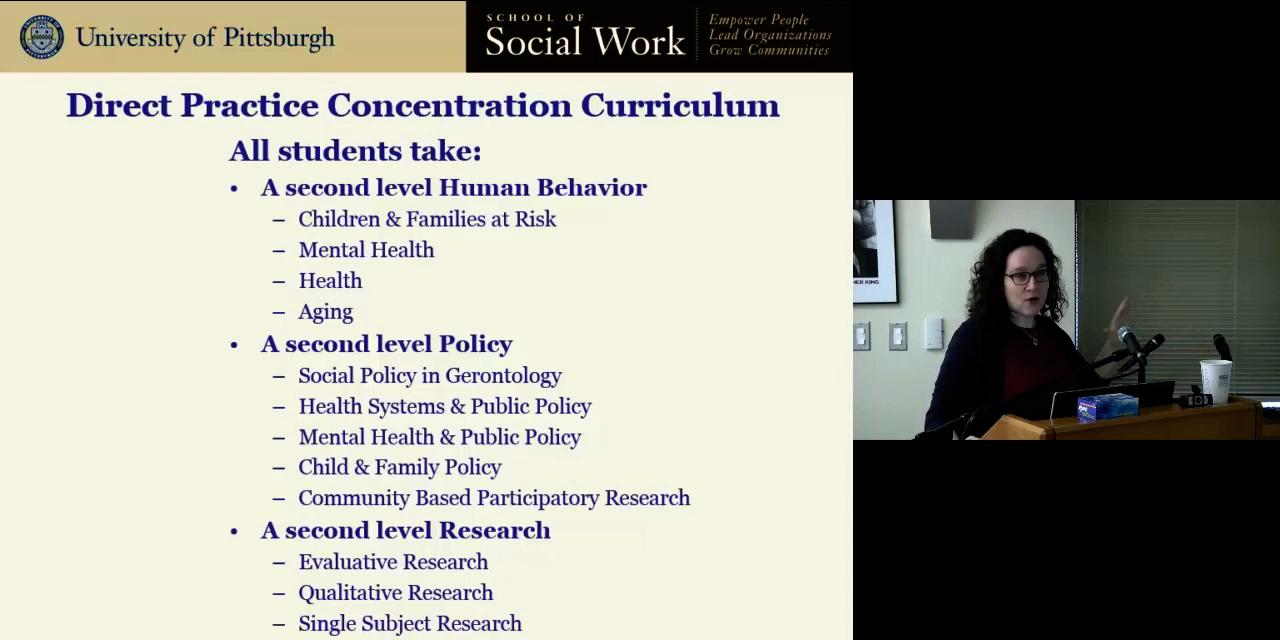 University of Pittsburgh
SCHOOL OF
Social Work
Empower People
Lead Organizations
Grow Communities
Direct Practice Concentration Curriculum
All students take:
• A second level Human Behavior
– Children & Families at Risk
– Mental Health
– Health
– Aging
• A second level Policy
– Social Policy in Gerontology
– Health Systems & Public Policy
– Mental Health & Public Policy
– Child & Family Policy
– Community Based Participatory Research
• A second level Research
– Evaluative Research
– Qualitative Research
– Single Subject Research
HER KING